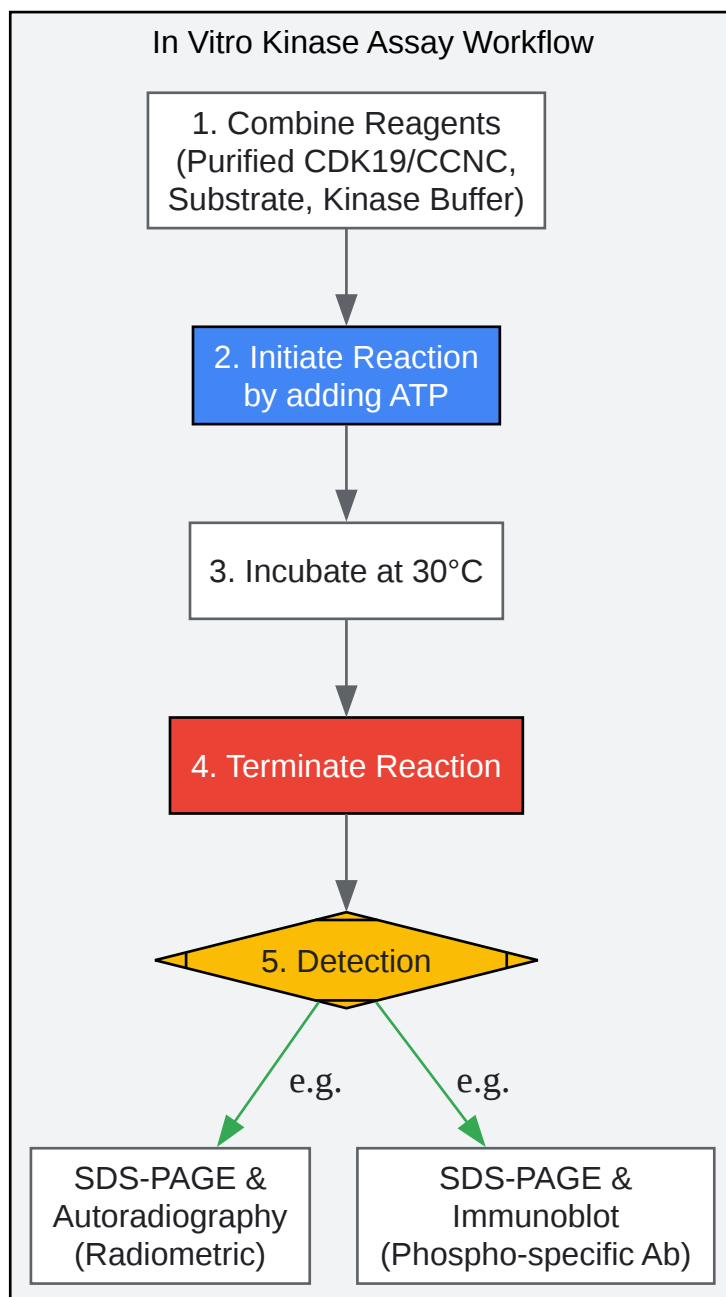 In Vitro Kinase Assay Workflow
1. Combine Reagents
(Purified CDK19/CCNC,
Substrate, Kinase Buffer)
2. Initiate Reaction
by adding ATP
3. Incubate at 30°C
4. Terminate Reaction
5. Detection
e.g.
e.g.
SDS-PAGE &
Autoradiography
(Radiometric)
SDS-PAGE &
Immunoblot
(Phospho-specific Ab)